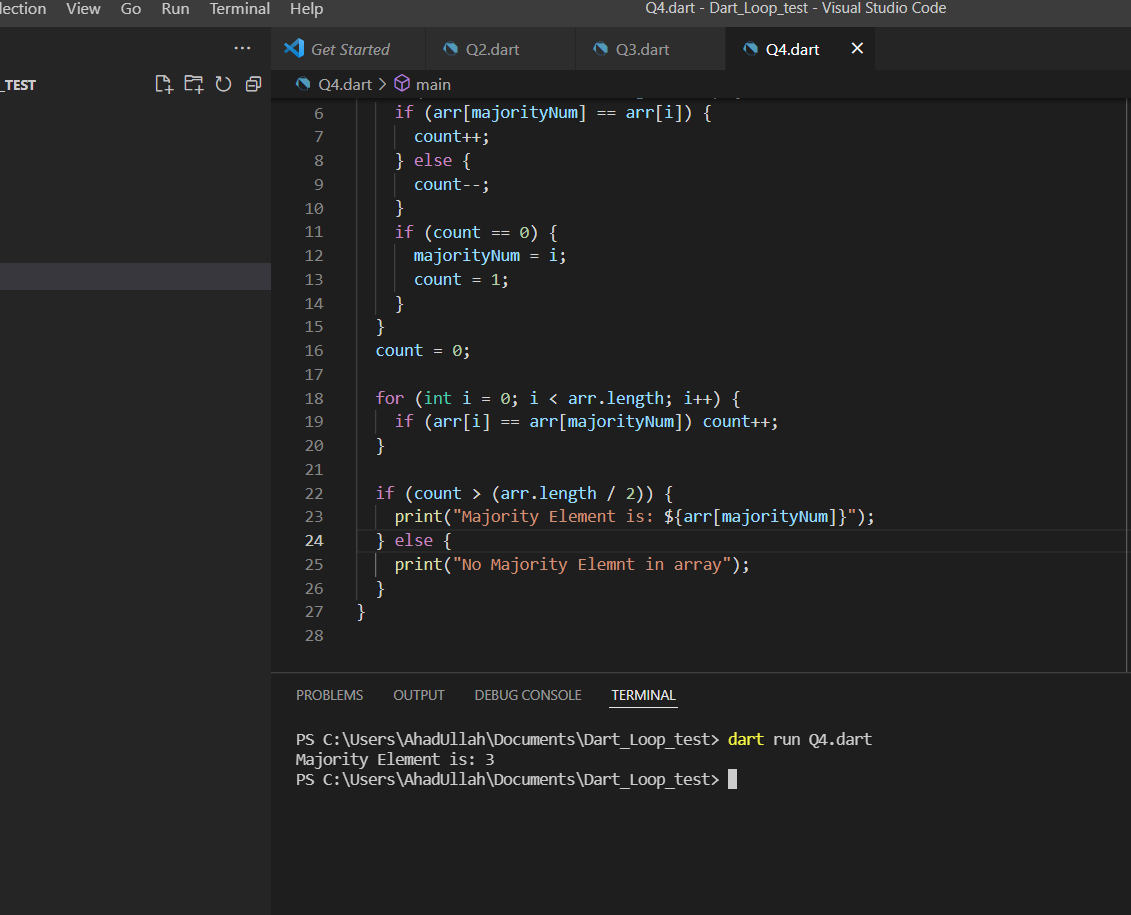 lection View Go Run Terminal Help Q4.dart - Dart_Loop_test - Visual Studio Code
... Get Started Q2.dart Q3.dart Q4.dart ×
_TEST
Q4.dart > main
6 if (arr[majorityNum] == arr[i]) {
7 count++;
8 } else {
9 count--;
10 }
11 if (count == 0) {
12 majorityNum = i;
13 count = 1;
14 }
15 }
16 count = 0;
17
18 for (int i = 0; i < arr.length; i++) {
19 if (arr[i] == arr[majorityNum]) count++;
20 }
21
22 if (count > (arr.length / 2)) {
23 print("Majority Element is: ${arr[majorityNum]}");
24 } else {
25 print("No Majority Elemnt in array");
26 }
27 }
28
PROBLEMS OUTPUT DEBUG CONSOLE TERMINAL
PS C:\Users\AhadUllah\Documents\Dart_Loop_test> dart run Q4.dart
Majority Element is: 3
PS C:\Users\AhadUllah\Documents\Dart_Loop_test>